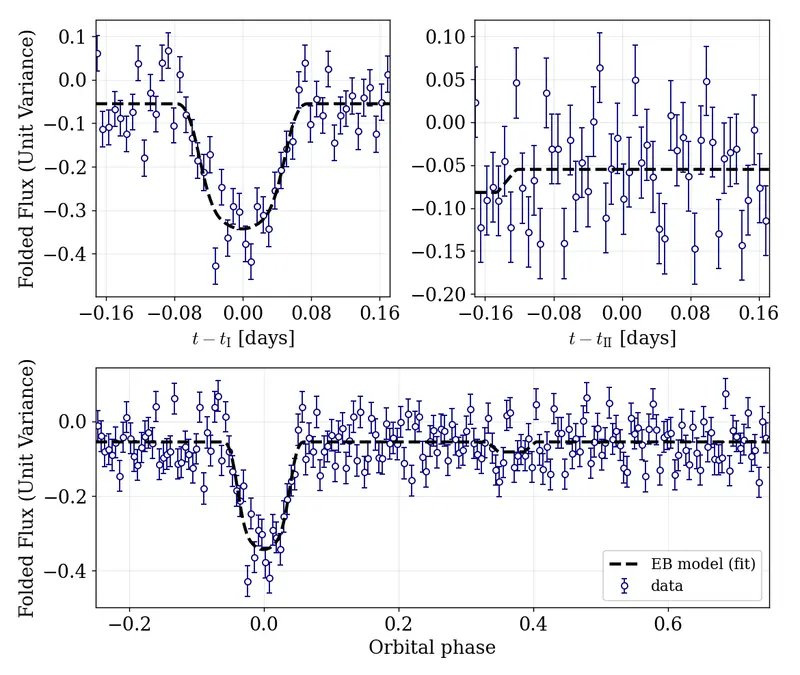 Folded Flux (Unit Variance)
0.1
0.0
−0.1
−0.2
−0.3
−0.4
−0.16 −0.08 0.00 0.08 0.16
t − tI [days]
0.10
0.05
0.00
−0.05
−0.10
−0.15
−0.20
−0.16 −0.08 0.00 0.08 0.16
t − tII [days]
Folded Flux (Unit Variance)
0.0
−0.2
−0.4
−0.2 0.0 0.2 0.4 0.6
Orbital phase
EB model (fit)
data